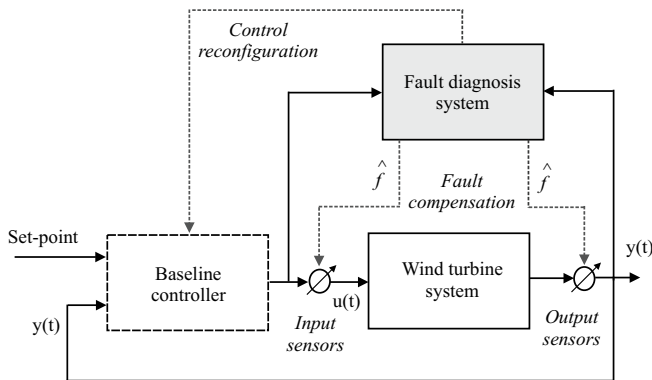 Control
reconfiguration
Fault diagnosis
system
^
f
Fault
compensation
^
f
Set-point
Baseline
controller
Wind turbine
system
y(t)
u(t)
y(t)
Input
sensors
Output
sensors